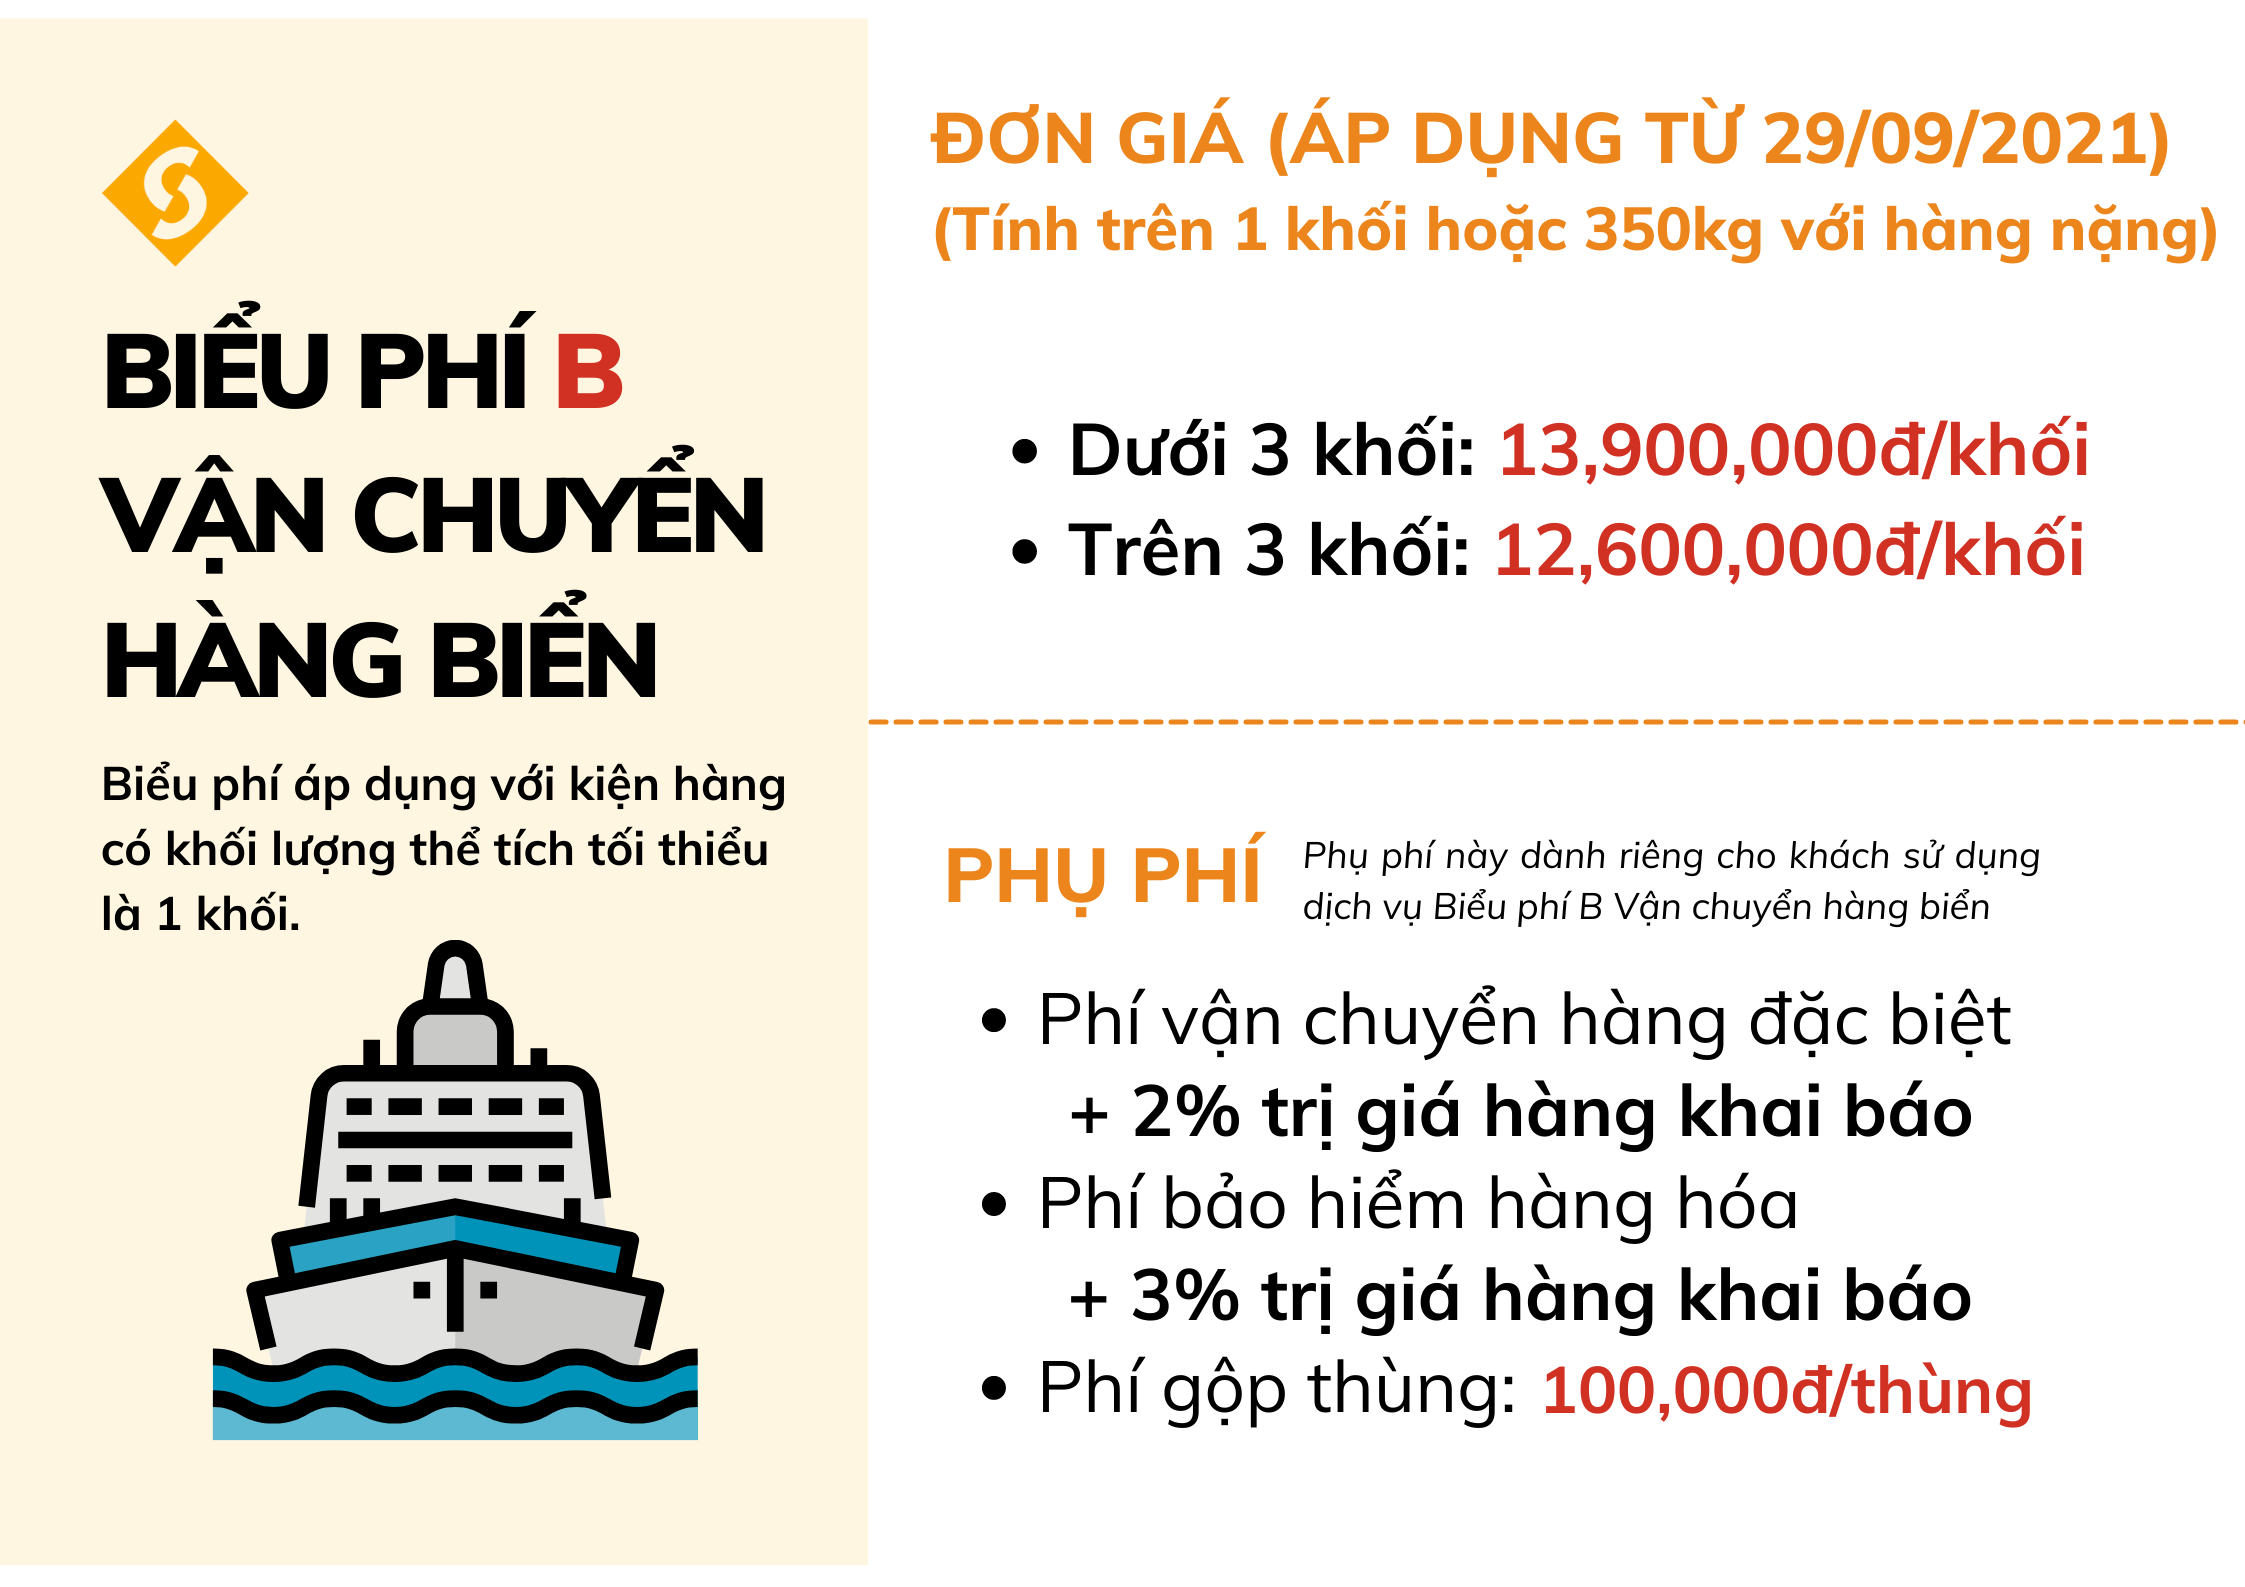 BIỂU PHÍ B
VẬN CHUYỂN
HÀNG BIỂN
Biểu phí áp dụng với kiện hàng
có khối lượng thể tích tối thiểu
là 1 khối.
ĐƠN GIÁ (ÁP DỤNG TỪ 29/09/2021)
(Tính trên 1 khối hoặc 350kg với hàng nặng)
• Dưới 3 khối: 13,900,000đ/khối
• Trên 3 khối: 12,600,000đ/khối
PHỤ PHÍ
Phụ phí này dành riêng cho khách sử dụng
dịch vụ Biểu phí B Vận chuyển hàng biển
• Phí vận chuyển hàng đặc biệt
+ 2% trị giá hàng khai báo
• Phí bảo hiểm hàng hóa
+ 3% trị giá hàng khai báo
• Phí gộp thùng: 100,000đ/thùng